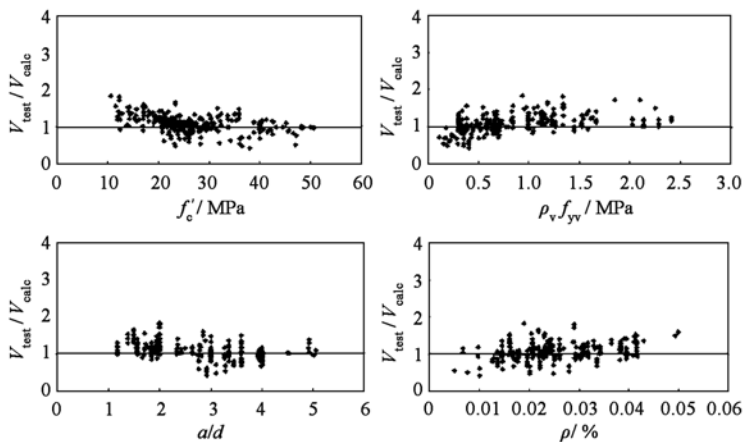 4
3
2
1
0
V_test / V_calc
0 10 20 30 40 50 60
f′_c / MPa
4
3
2
1
0
V_test / V_calc
0 0.5 1.0 1.5 2.0 2.5 3.0
ρ_v f_yv / MPa
4
3
2
1
0
V_test / V_calc
0 1 2 3 4 5 6
a/d
4
3
2
1
0
V_test / V_calc
0 0.01 0.02 0.03 0.04 0.05 0.06
ρ/ %